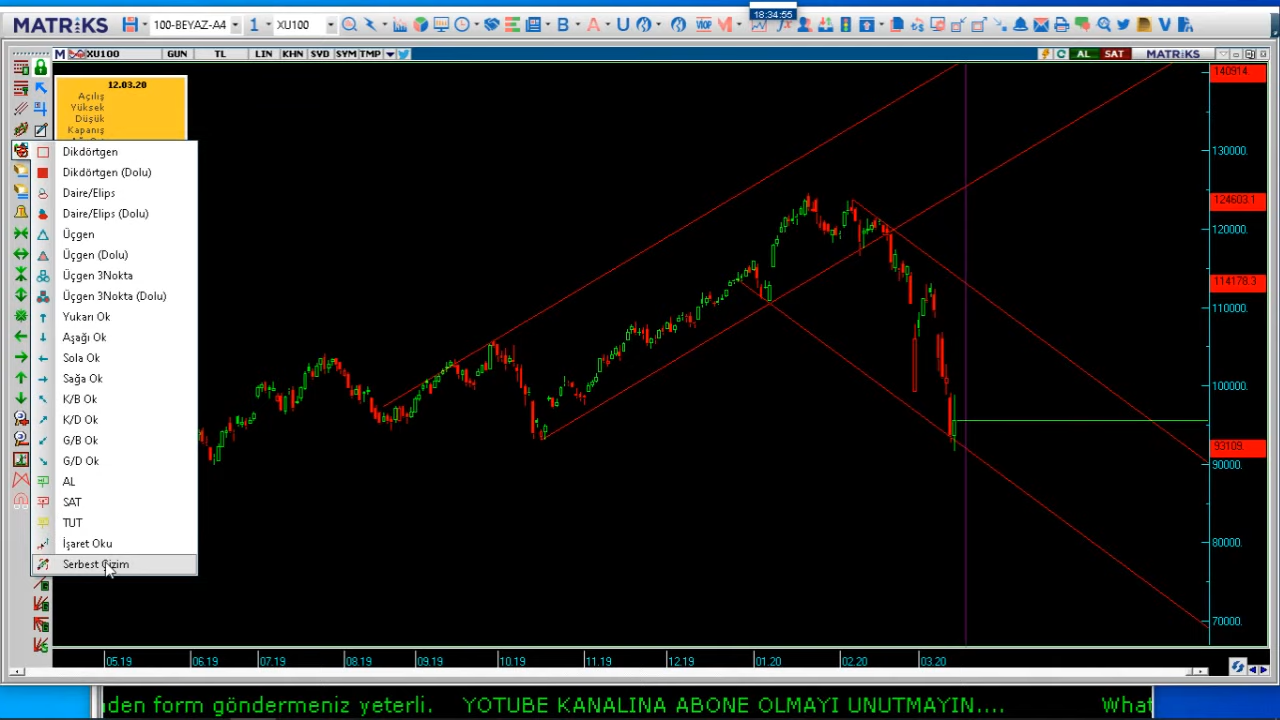 18:34:55
MATRIKS 100-BEYAZ-A4 1 XU100 B A U VIOP M V
M XU100 GUN TL LIN KHN SVD SYM TMP AL SAT MATRIKS
12.03.20
Açılış
Yüksek
Düşük
Kapanış
Dikdörtgen
Dikdörtgen (Dolu)
Daire/Elips
Daire/Elips (Dolu)
Üçgen
Üçgen (Dolu)
Üçgen 3Nokta
Üçgen 3Nokta (Dolu)
Yukarı Ok
Aşağı Ok
Sola Ok
Sağa Ok
K/B Ok
K/D Ok
G/B Ok
G/D Ok
AL
SAT
TUT
İşaret Oku
Serbest Çizim
140914.
130000.
124603.1
120000.
114178.3
110000.
100000.
93109.
90000.
80000.
70000.
05.19 06.19 07.19 08.19 09.19 10.19 11.19 12.19 01.20 02.20 03.20
den form göndermeniz yeterli. YOTUBE KANALINA ABONE OLMAYI UNUTMAYIN.... What